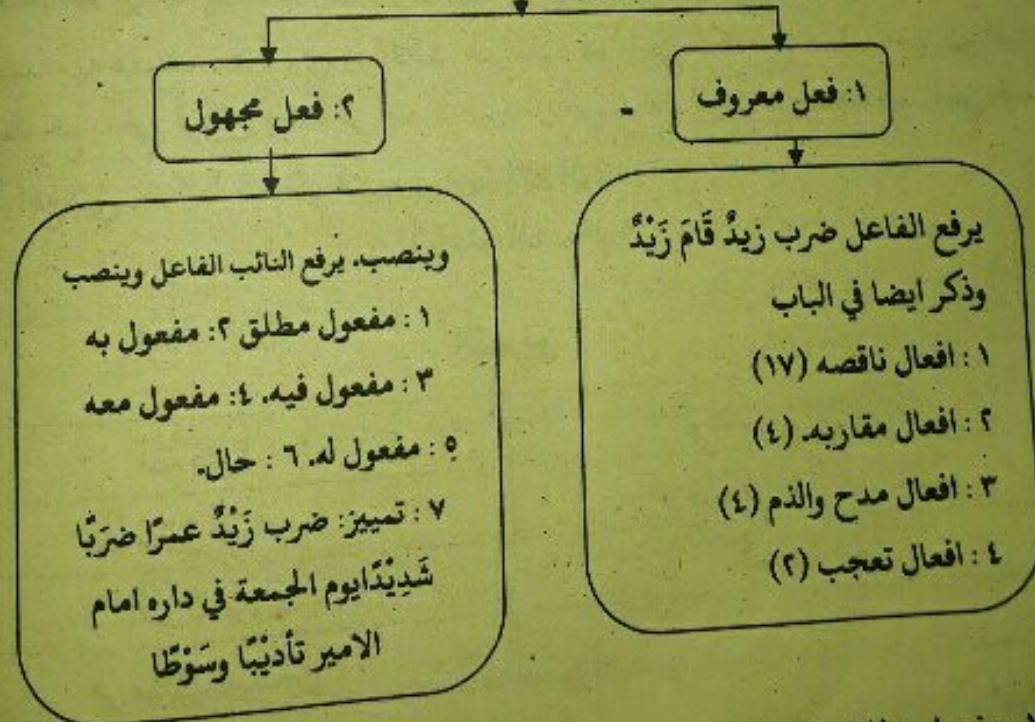 ١: فعل معروف
يرفع الفاعل ضرب زيدٌ قَامَ زَيْدٌ
وذكر ايضا في الباب
١ : افعال ناقصه (١٧)
٢ : افعال مقاربه (٤)
٣ : افعال مدح والذم (٤)
٤ : افعال تعجب (٢)
٢: فعل مجهول
وينصب. يرفع النائب الفاعل وينصب
١ : مفعول مطلق ٢: مفعول به
٣ : مفعول فيه. ٤: مفعول معه
٥ : مفعول له. ٦ : حال.
٧ : تمييز: ضرب زَيْدٌ عمرًا ضَرَبًّا
شَدِيْدًايوم الجمعة في داره امام
الامير تأدِيْبًا وسَوْطًا